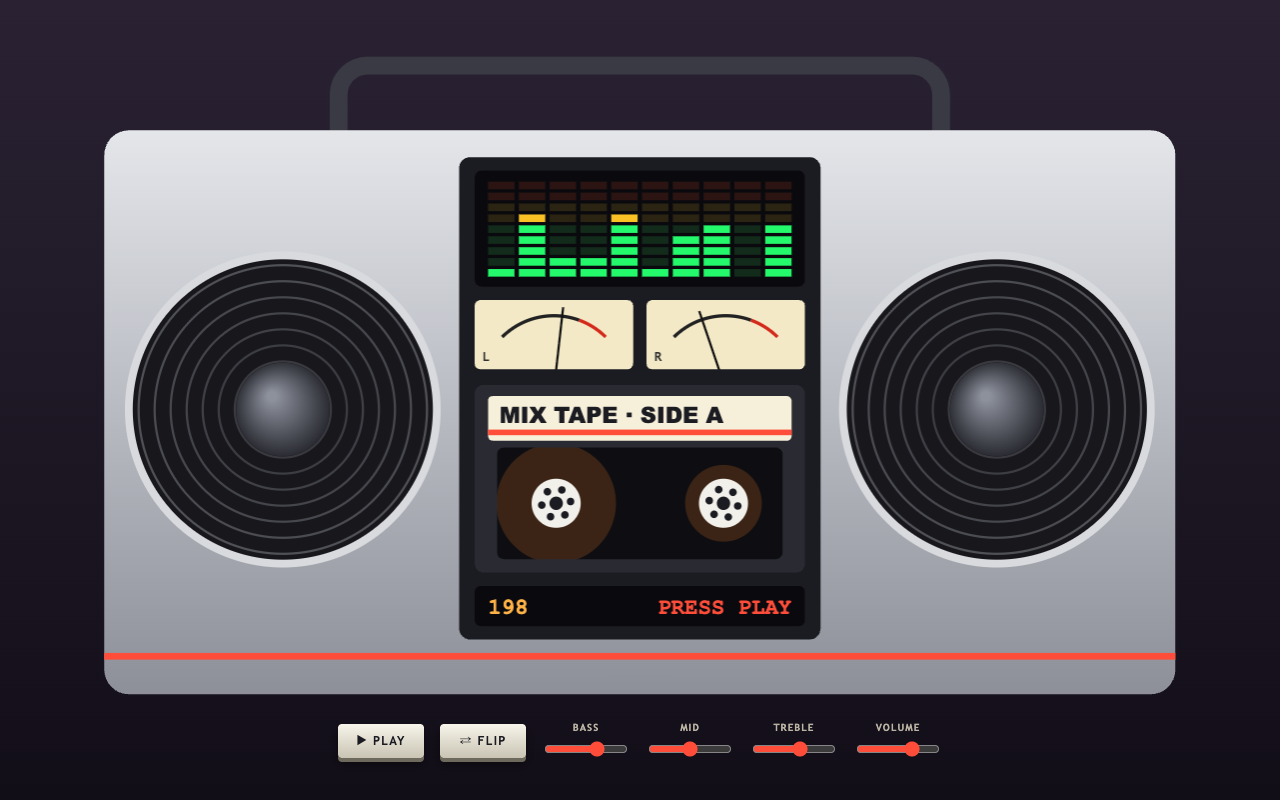 L
R
MIX TAPE · SIDE A
198
PRESS PLAY
▶ PLAY
⇄ FLIP
BASS
MID
TREBLE
VOLUME